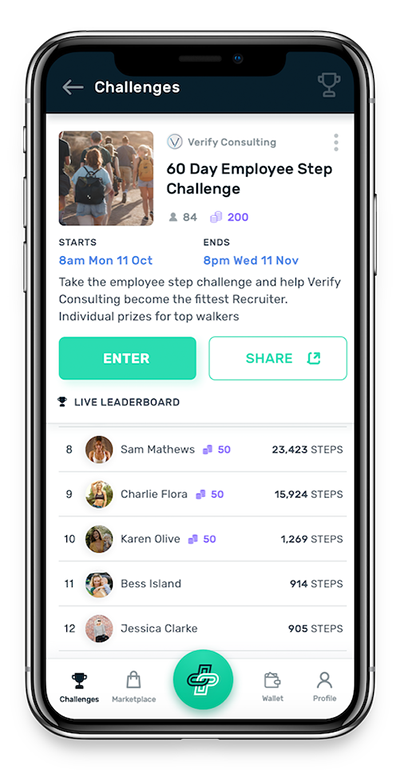 Challenges
Verify Consulting
60 Day Employee Step
Challenge
84 200
STARTS ENDS
8am Mon 11 Oct 8pm Wed 11 Nov
Take the employee step challenge and help Verify
Consulting become the fittest Recruiter.
Individual prizes for top walkers
ENTER SHARE
LIVE LEADERBOARD
8 Sam Mathews 50 23,423 STEPS
9 Charlie Flora 50 15,924 STEPS
10 Karen Olive 50 1,269 STEPS
11 Bess Island 914 STEPS
12 Jessica Clarke 905 STEPS
Challenges Marketplace Wallet Profile